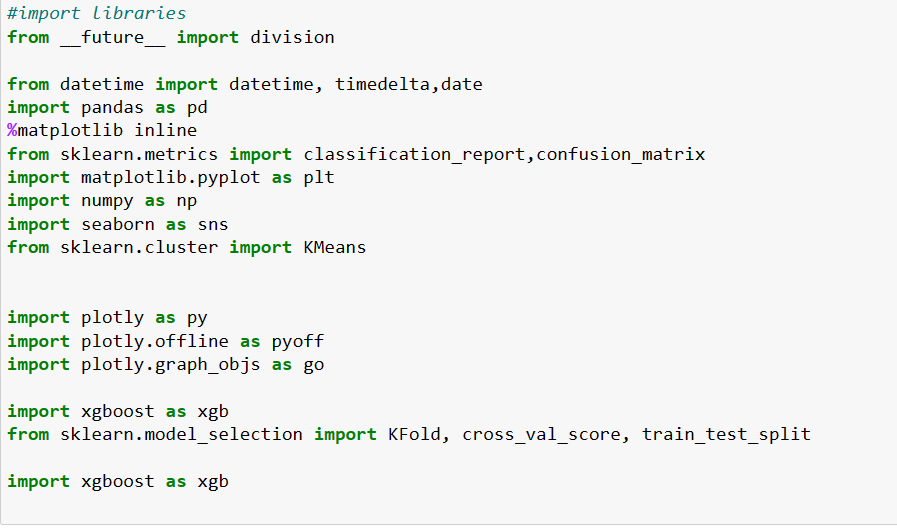 #import libraries
from __future__ import division
from datetime import datetime, timedelta,date
import pandas as pd
%matplotlib inline
from sklearn.metrics import classification_report,confusion_matrix
import matplotlib.pyplot as plt
import numpy as np
import seaborn as sns
from sklearn.cluster import KMeans
import plotly as py
import plotly.offline as pyoff
import plotly.graph_objs as go
import xgboost as xgb
from sklearn.model_selection import KFold, cross_val_score, train_test_split
import xgboost as xgb